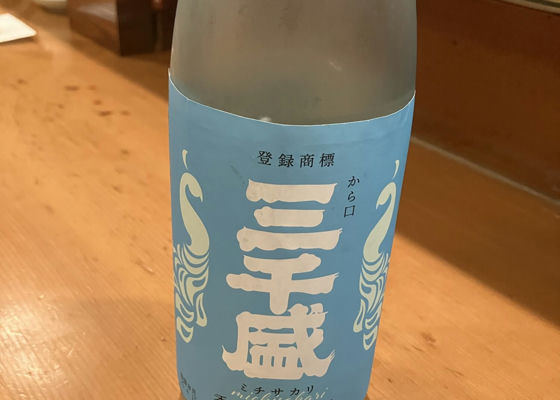 登録商標
から口
三千盛
ミチサカリ